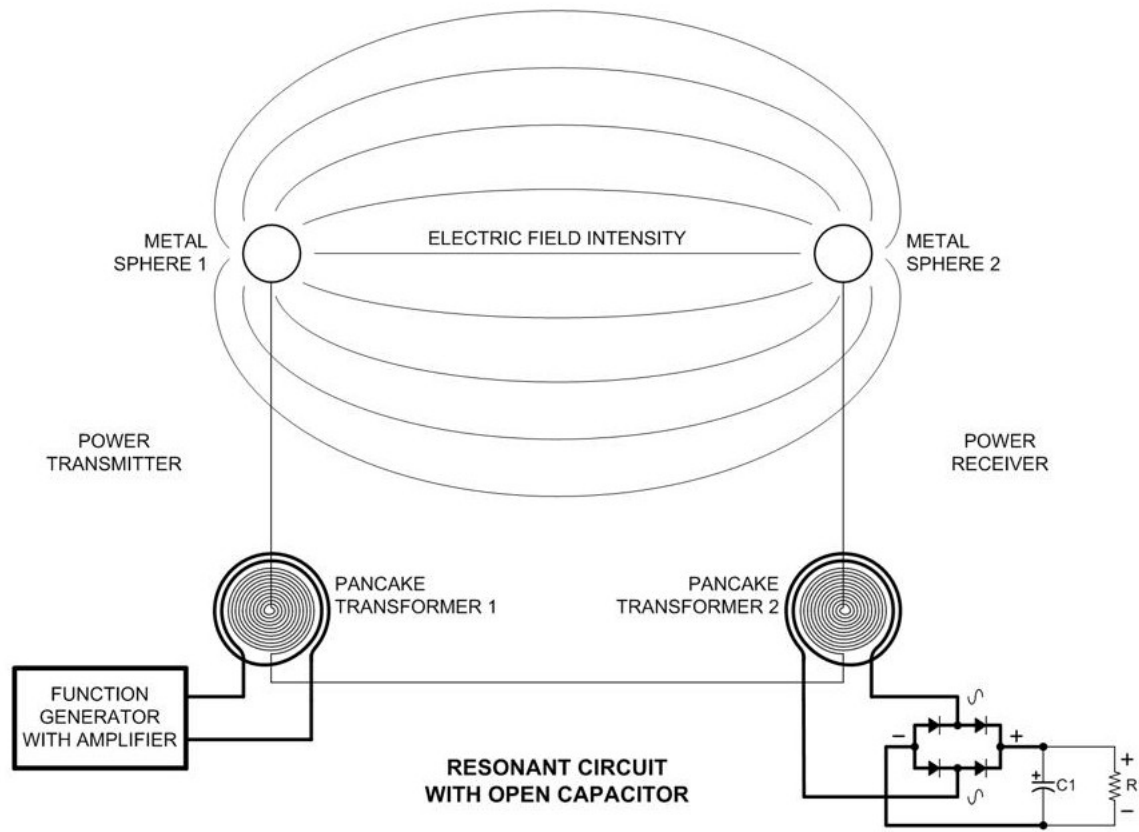 ELECTRIC FIELD INTENSITY
METAL
SPHERE 1
METAL
SPHERE 2
POWER
TRANSMITTER
POWER
RECEIVER
PANCAKE
TRANSFORMER 1
PANCAKE
TRANSFORMER 2
FUNCTION
GENERATOR
WITH AMPLIFIER
RESONANT CIRCUIT
WITH OPEN CAPACITOR
−
+
+
C1
+
R
−